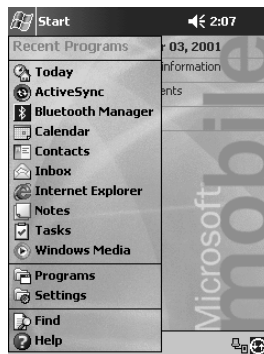 Start 2:07
Recent Programs r 03, 2001
Today information
ActiveSync ents
Bluetooth Manager
Calendar
Contacts
Inbox
Internet Explorer
Notes
Tasks
Windows Media
Programs
Settings
Find
Help
Microsoft
mobile